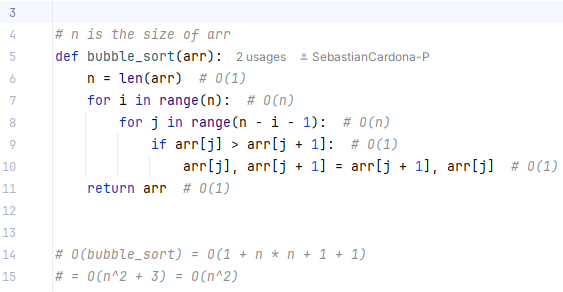 3
4 # n is the size of arr
5 def bubble_sort(arr): 2 usages SebastianCardona-P
6 n = len(arr) # O(1)
7 for i in range(n): # O(n)
8 for j in range(n - i - 1): # O(n)
9 if arr[j] > arr[j + 1]: # O(1)
10 arr[j], arr[j + 1] = arr[j + 1], arr[j] # O(1)
11 return arr # O(1)
12
13
14 # O(bubble_sort) = O(1 + n * n + 1 + 1)
15 # = O(n^2 + 3) = O(n^2)